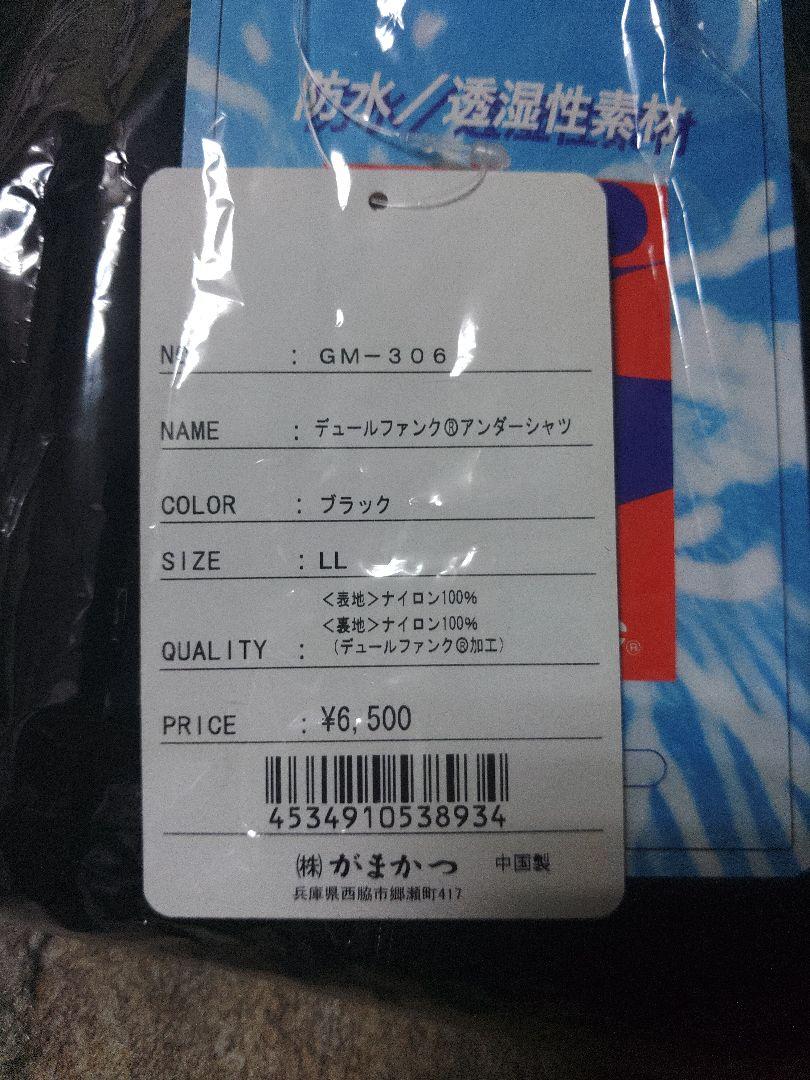 防水／透湿性素材
No : GM-306
NAME : デュールファンク®アンダーシャツ
COLOR : ブラック
SIZE : LL
<表地>ナイロン100%
<裏地>ナイロン100%
QUALITY : (デュールファンク®加工)
PRICE : ¥6,500
4534910538934
(株)がまかつ 中国製
兵庫県西脇市郷瀬町417
®